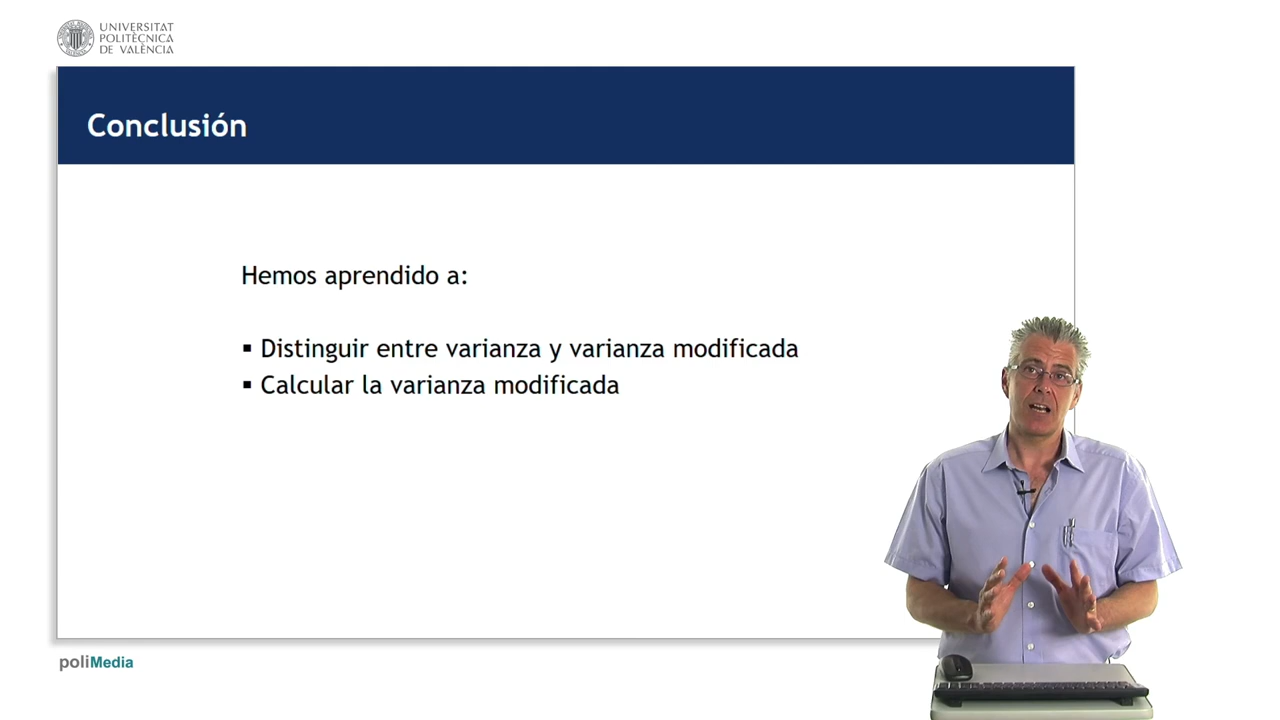 UNIVERSITAT
POLITÈCNICA
DE VALÈNCIA
Conclusión
Hemos aprendido a:
▪ Distinguir entre varianza y varianza modificada
▪ Calcular la varianza modificada
poliMedia